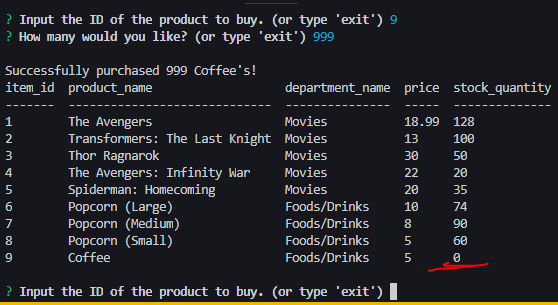 ? Input the ID of the product to buy. (or type 'exit') 9
? How many would you like? (or type 'exit') 999
Successfully purchased 999 Coffee's!
item_id  product_name                  department_name  price  stock_quantity
-------  ----------------------------  ---------------  -----  --------------
1        The Avengers                  Movies           18.99  128
2        Transformers: The Last Knight  Movies           13     100
3        Thor Ragnarok                 Movies           30     50
4        The Avengers: Infinity War    Movies           22     20
5        Spiderman: Homecoming         Movies           20     35
6        Popcorn (Large)               Foods/Drinks     10     74
7        Popcorn (Medium)              Foods/Drinks     8      90
8        Popcorn (Small)               Foods/Drinks     5      60
9        Coffee                        Foods/Drinks     5      0
? Input the ID of the product to buy. (or type 'exit')